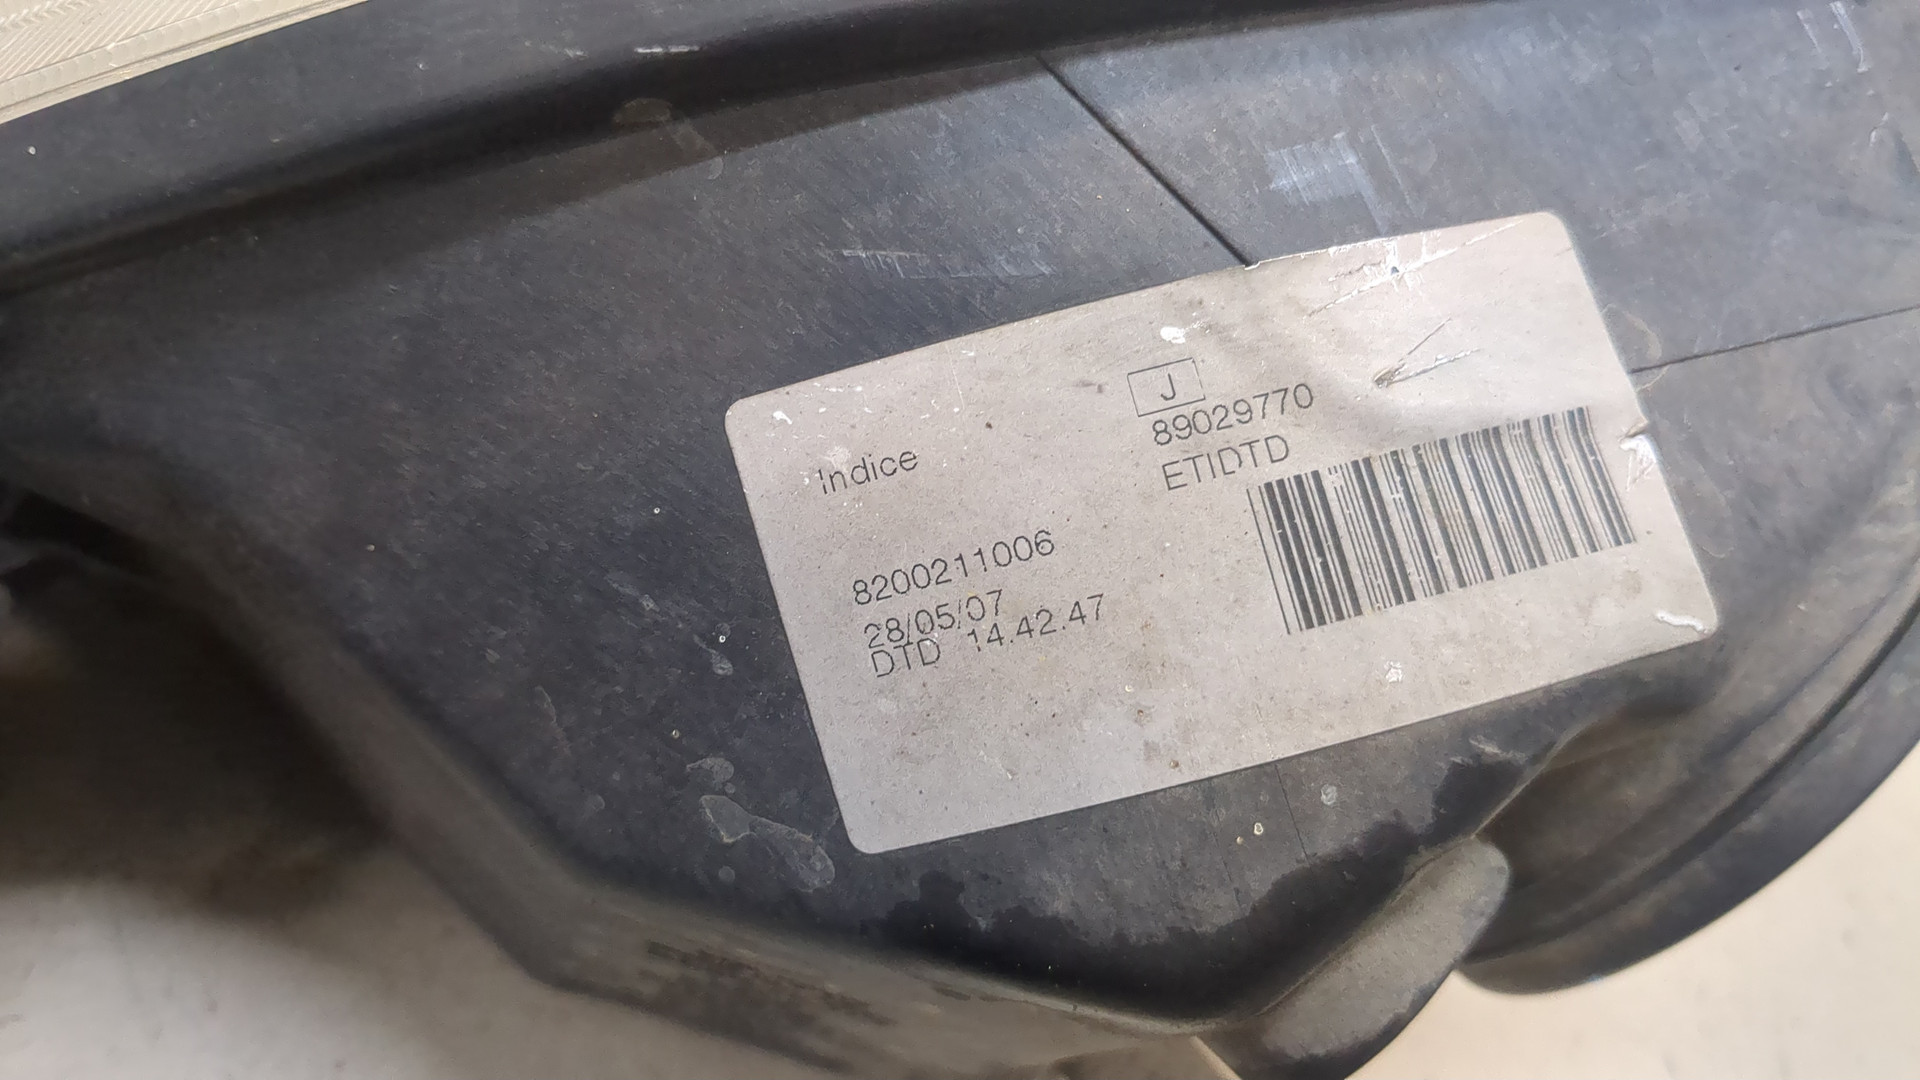 J
89029770
Indice
ETIDTD
8200211006
28/05/07
DTD 14.42.47